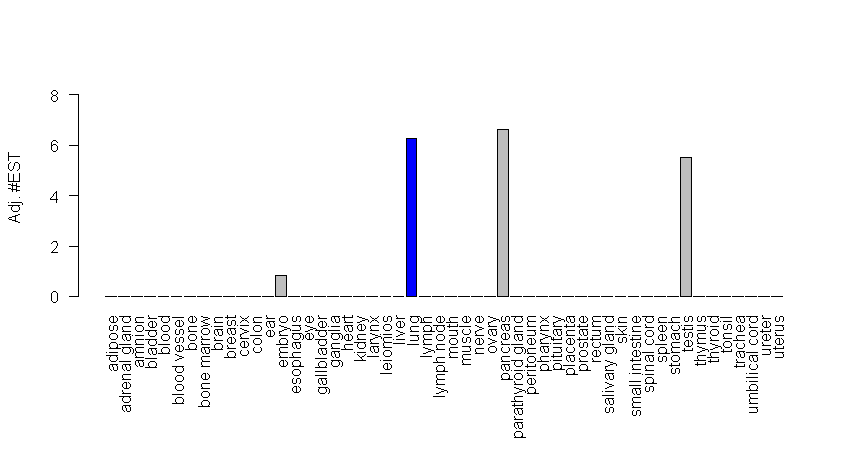 Adj. #EST
8
6
4
2
0
adipose
adrenal gland
amnion
bladder
blood
blood vessel
bone
bone marrow
brain
breast
cervix
colon
ear
embryo
esophagus
eye
gallbladder
ganglia
heart
kidney
larynx
leiomios
liver
lung
lymph
lymph node
mouth
muscle
nerve
ovary
pancreas
parathyroid gland
peritoneum
pharynx
pituitary
placenta
prostate
rectum
salivary gland
skin
small intestine
spinal cord
spleen
stomach
testis
thymus
thyroid
tonsil
trachea
umbilical cord
ureter
uterus